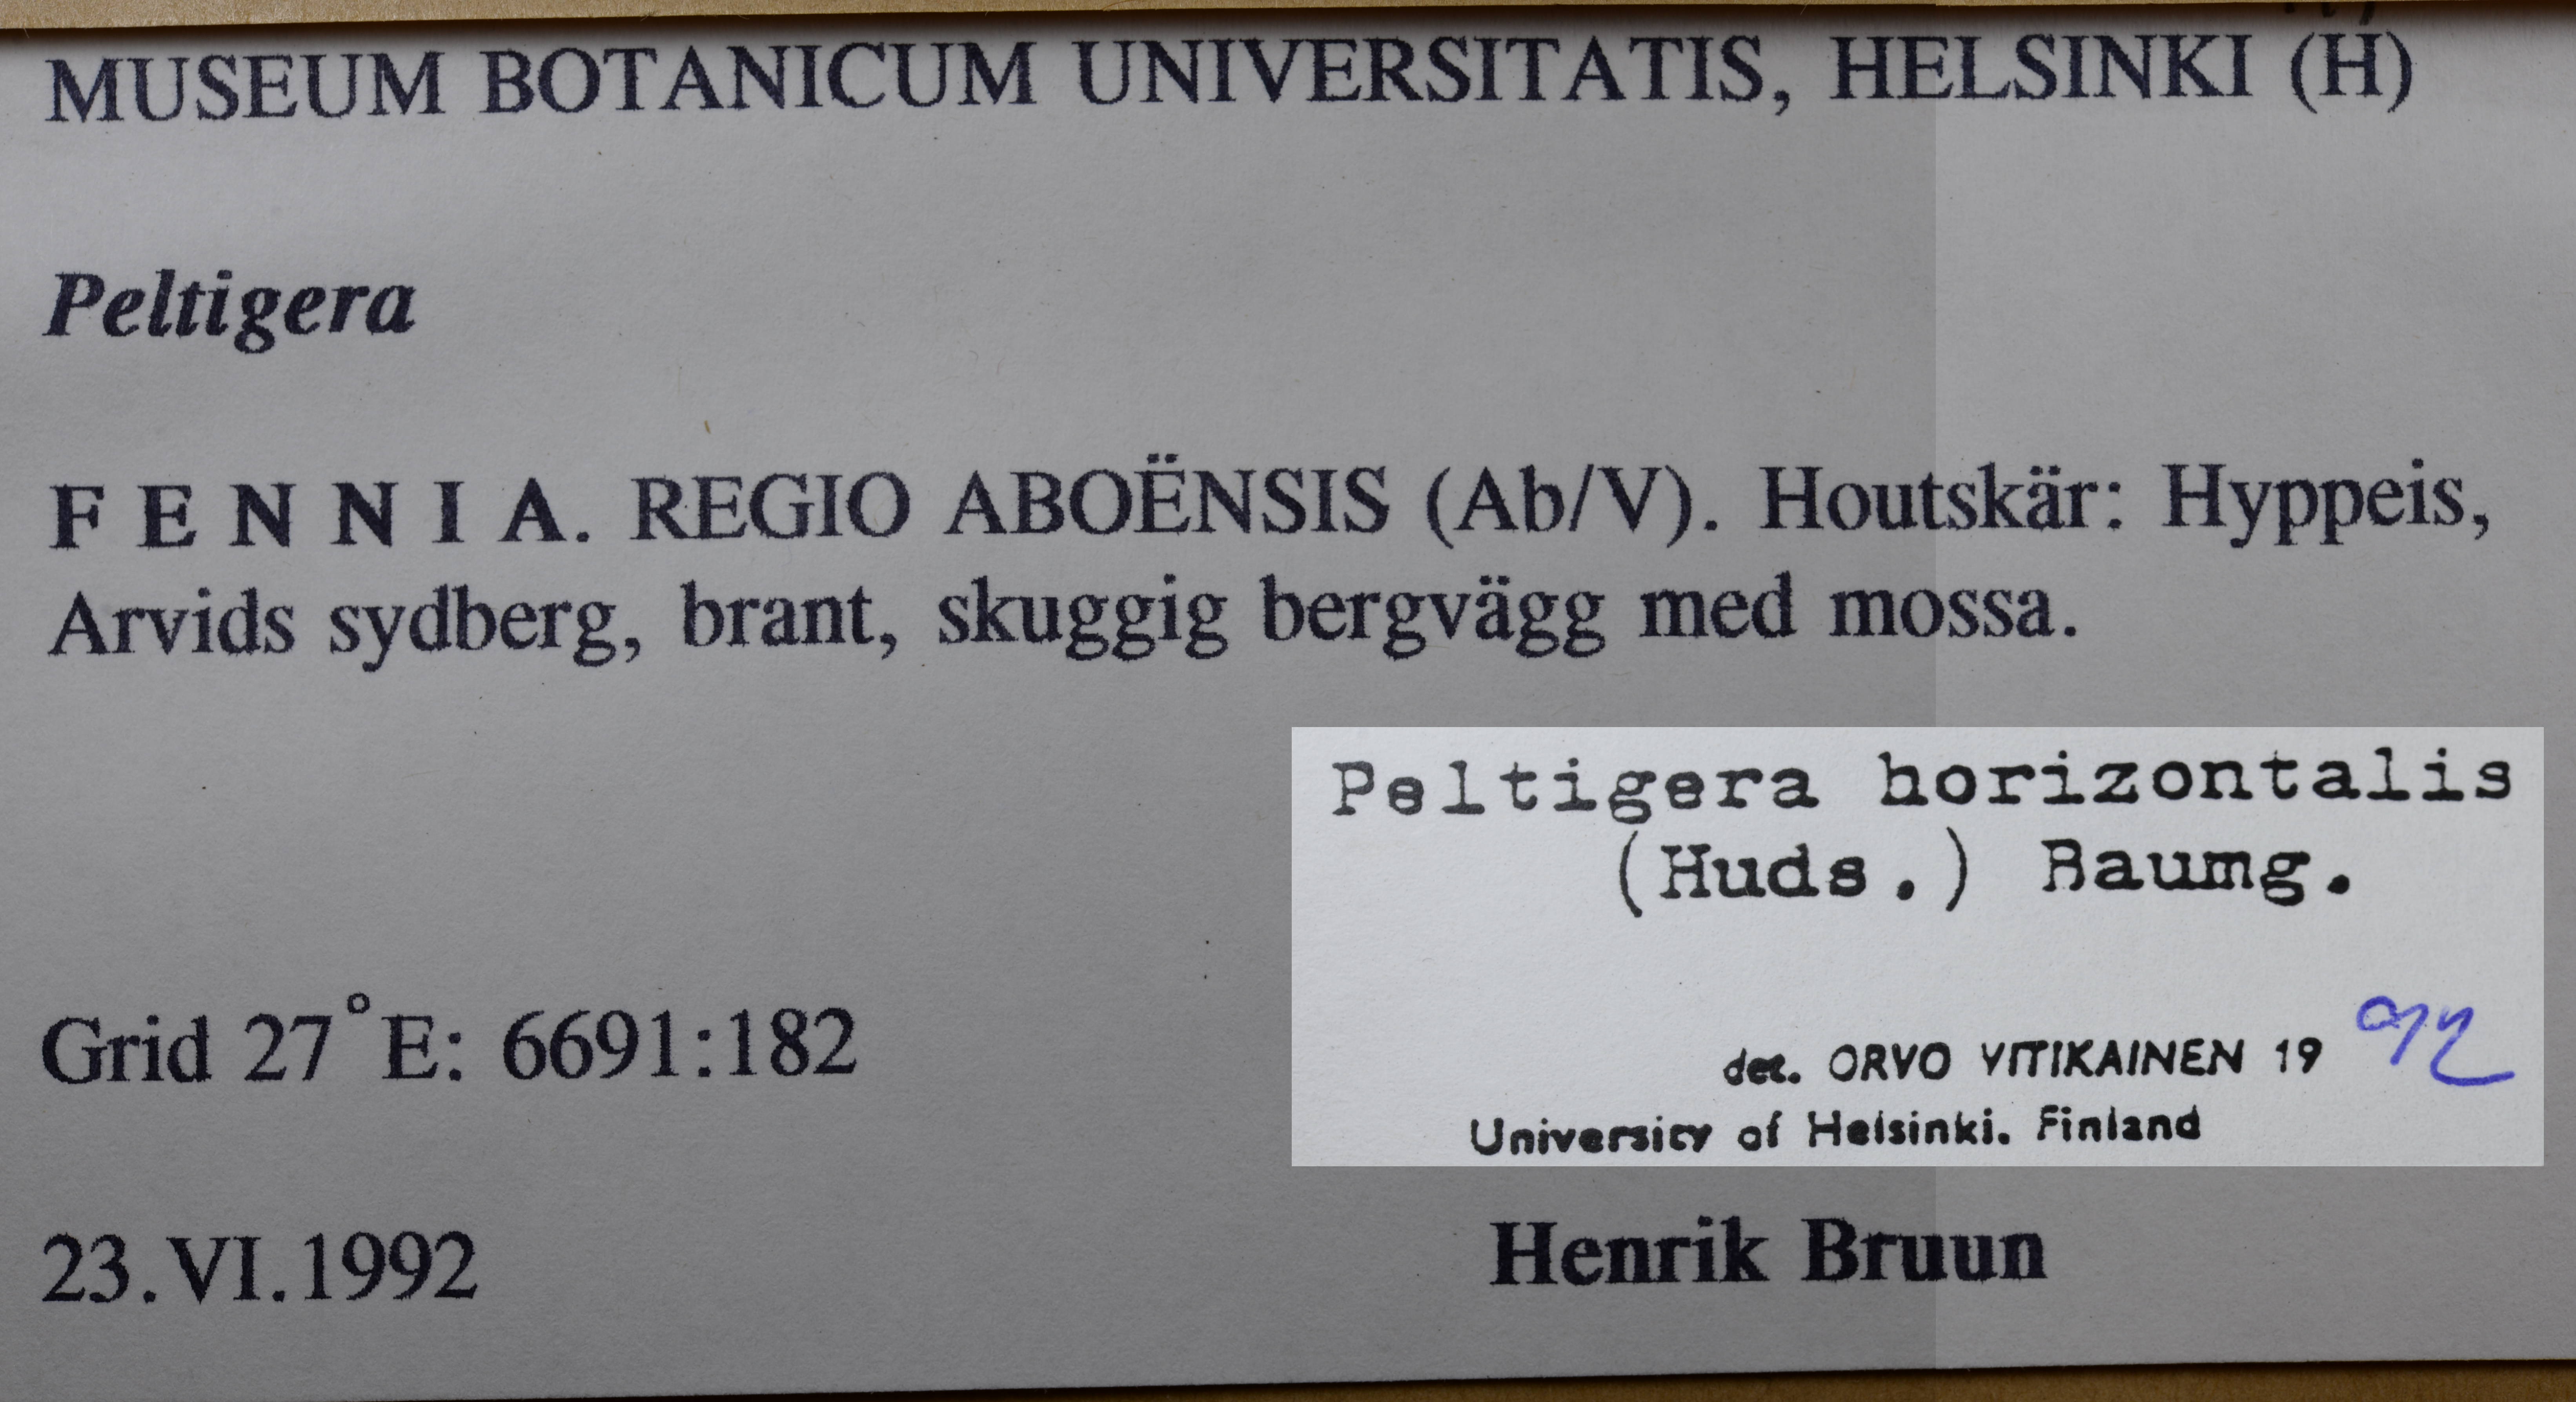 MUSEUM BOTANICUM UNIVERSITATIS, HELSINKI (H)
Peltigera
F E N N I A. REGIO ABOËNSIS (Ab/V). Houtskär: Hyppeis,
Arvids sydberg, brant, skuggig bergvägg med mossa.
Peltigera horizontalis
(Huds.) Baumg.
Grid 27°E: 6691:182
det. ORVO VITIKAINEN 19 92
University of Helsinki. Finland
23.VI.1992
Henrik Bruun